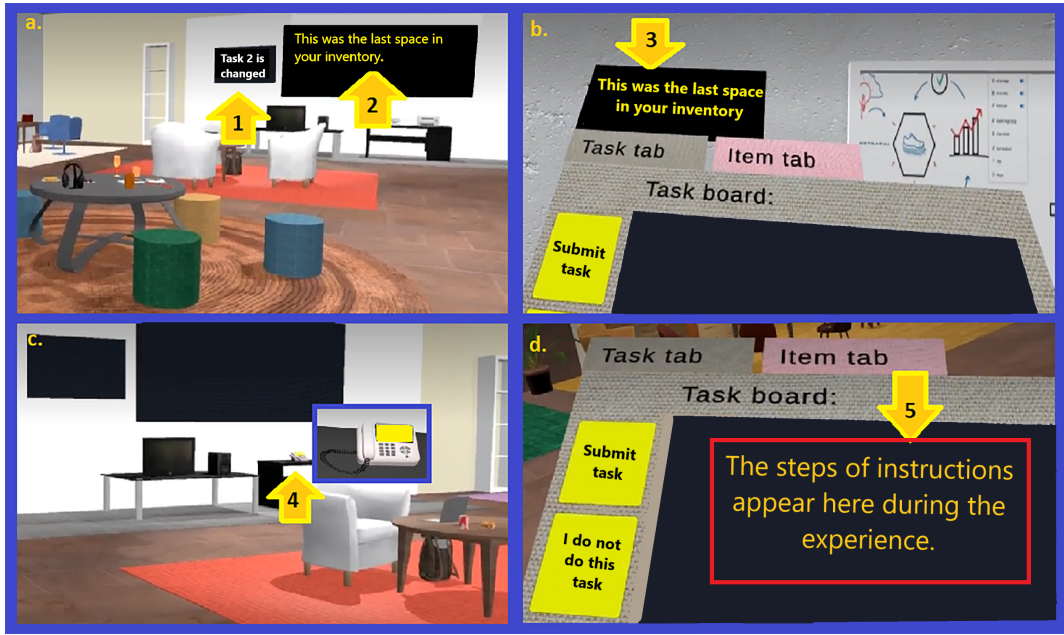 a.
Task 2 is
changed
This was the last space in
your inventory.
1
2
b.
3
This was the last space
in your inventory
Task tab
Item tab
Task board:
Submit
task
c.
4
d.
Task tab
Item tab
Task board:
5
Submit
task
I do not
do this
task
The steps of instructions
appear here during the
experience.